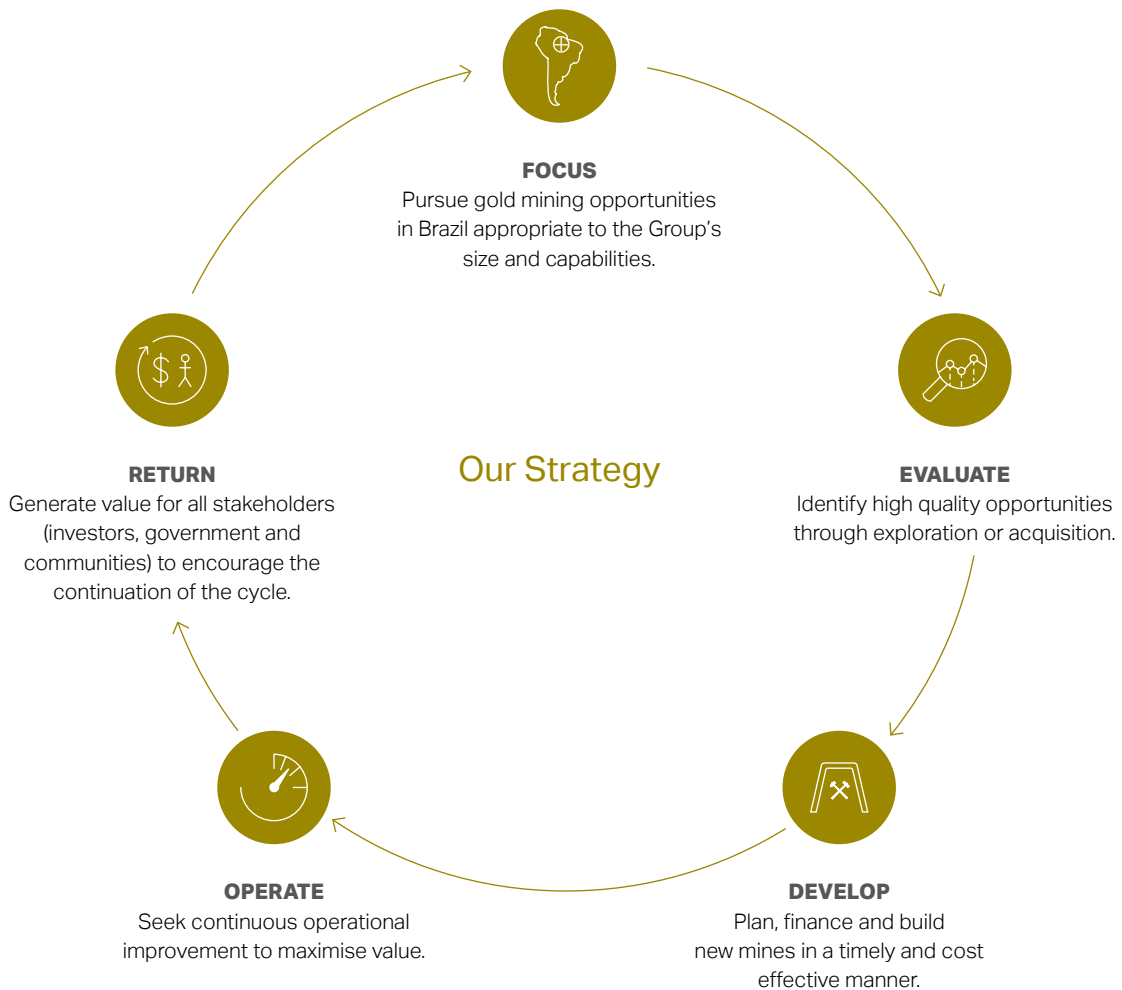 FOCUS
Pursue gold mining opportunities
in Brazil appropriate to the Group's
size and capabilities.
RETURN
Generate value for all stakeholders
(investors, government and
communities) to encourage the
continuation of the cycle.
Our Strategy
EVALUATE
Identify high quality opportunities
through exploration or acquisition.
OPERATE
Seek continuous operational
improvement to maximise value.
DEVELOP
Plan, finance and build
new mines in a timely and cost
effective manner.